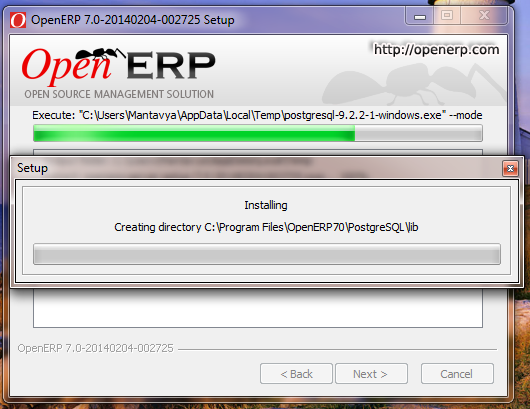 OpenERP 7.0-20140204-002725 Setup
http://openerp.com
Open ERP
OPEN SOURCE MANAGEMENT SOLUTION
Execute: "C:\Users\Mantavya\AppData\Local\Temp\postgresql-9.2.2-1-windows.exe" --mode
Setup
Installing
Creating directory C:\Program Files\OpenERP70\PostgreSQL\lib
OpenERP 7.0-20140204-002725
< Back
Next >
Cancel